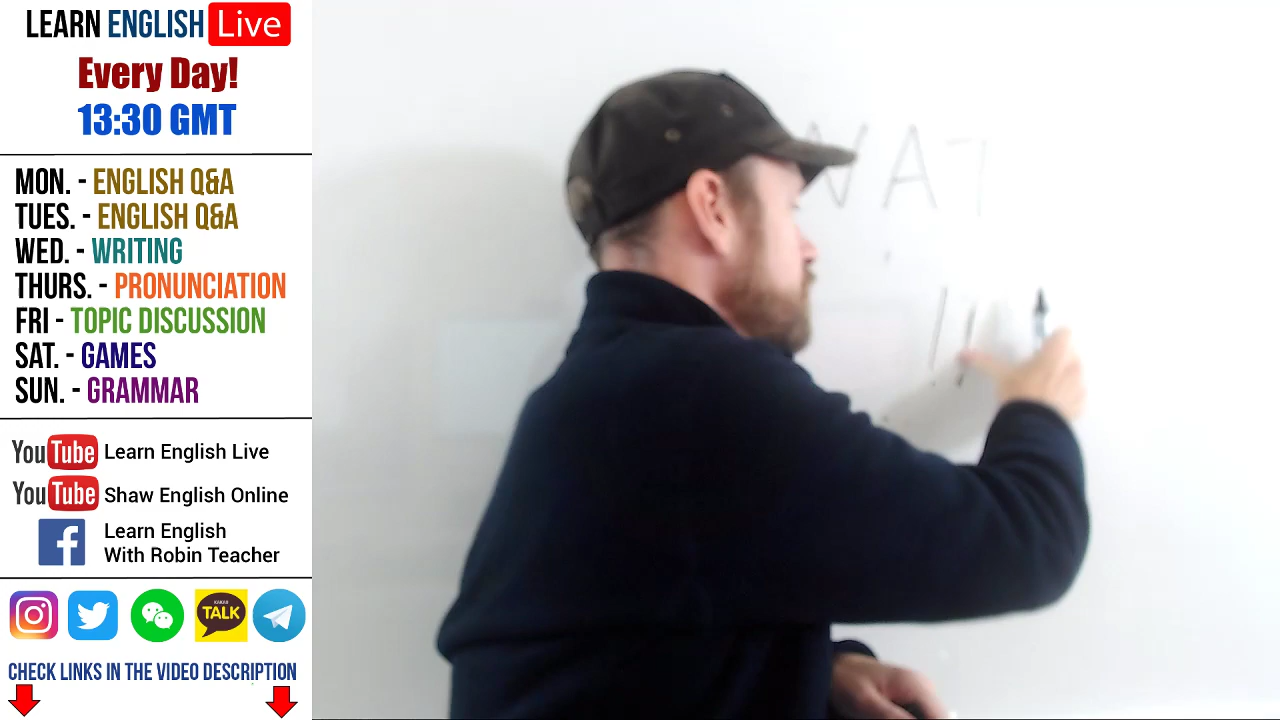 LEARN ENGLISH Live
Every Day!
13:30 GMT
MON. - ENGLISH Q&A
TUES. - ENGLISH Q&A
WED. - WRITING
THURS. - PRONUNCIATION
FRI - TOPIC DISCUSSION
SAT. - GAMES
SUN. - GRAMMAR
YouTube Learn English Live
YouTube Shaw English Online
f Learn English
With Robin Teacher
KAKAO
TALK
CHECK LINKS IN THE VIDEO DESCRIPTION